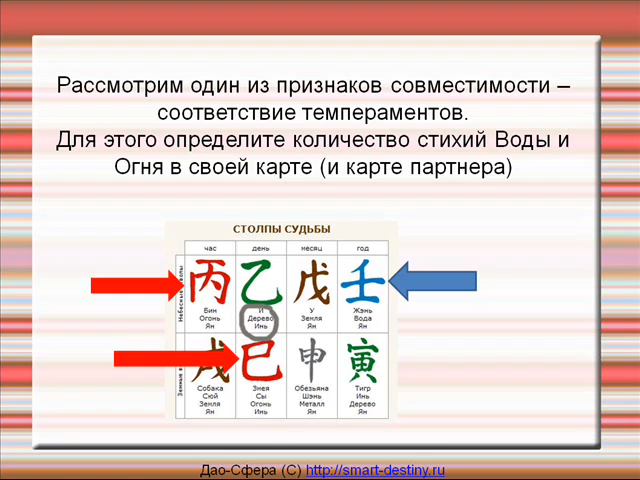 Рассмотрим один из признаков совместимости –
соответствие темпераментов.
Для этого определите количество стихий Воды и
Огня в своей карте (и карте партнера)
СТОЛПЫ СУДЬБЫ
час день месяц год
丙 乙 戊 壬
Бин И У Жэнь
Огонь Дерево Земля Вода
Ян Инь Ян Ян
戌 巳 申 寅
Собака Змея Обезьяна Тигр
Сюй Сы Шэнь Инь
Земля Огонь Металл Дерево
Ян Инь Ян Ян
Дао-Сфера (С) http://smart-destiny.ru